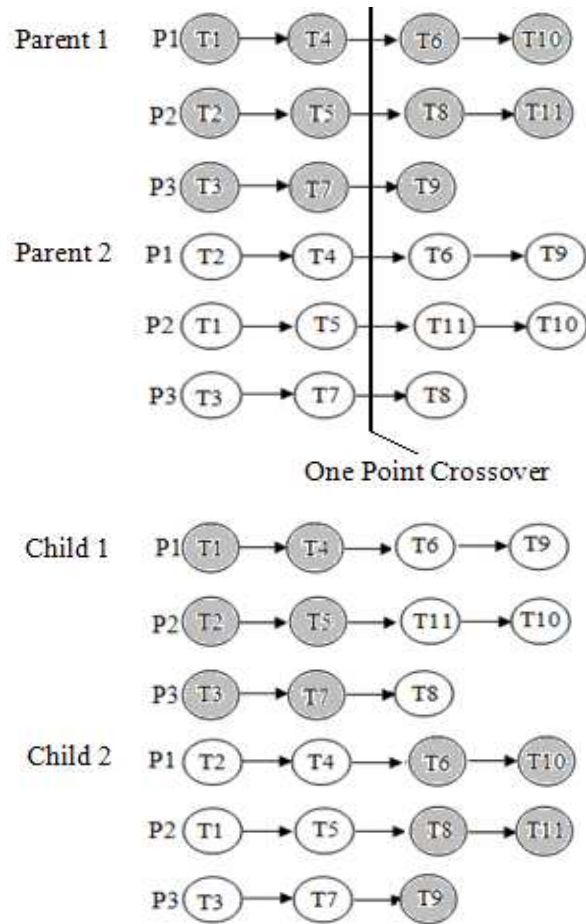 Parent 1 P1 T1 T4 T6 T10
P2 T2 T5 T8 T11
P3 T3 T7 T9
Parent 2 P1 T2 T4 T6 T9
P2 T1 T5 T11 T10
P3 T3 T7 T8
One Point Crossover
Child 1 P1 T1 T4 T6 T9
P2 T2 T5 T11 T10
P3 T3 T7 T8
Child 2 P1 T2 T4 T6 T10
P2 T1 T5 T8 T11
P3 T3 T7 T9